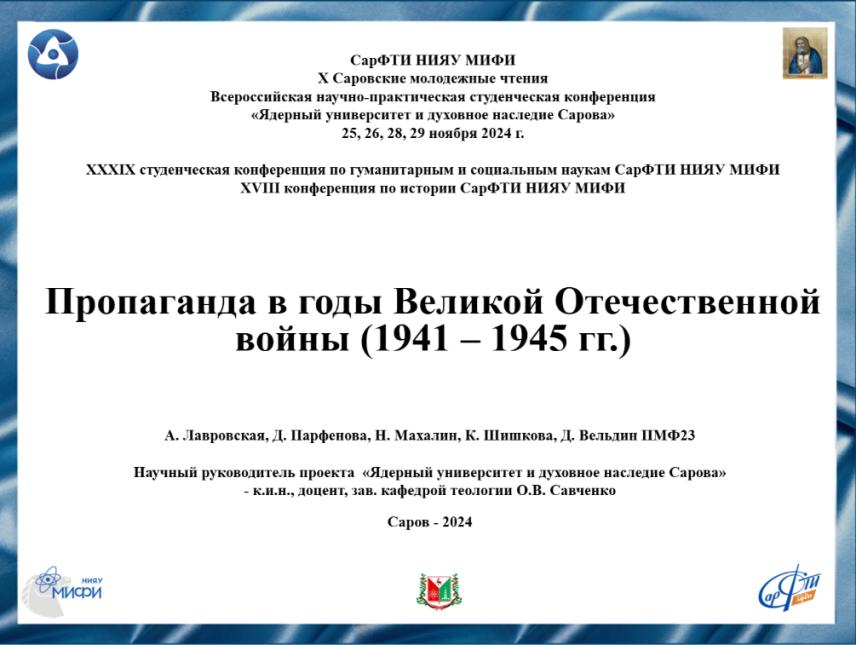 СарФТИ НИЯУ МИФИ
X Саровские молодежные чтения
Всероссийская научно-практическая студенческая конференция
«Ядерный университет и духовное наследие Сарова»
25, 26, 28, 29 ноября 2024 г.
XXXIX студенческая конференция по гуманитарным и социальным наукам СарФТИ НИЯУ МИФИ
XVIII конференция по истории СарФТИ НИЯУ МИФИ
Пропаганда в годы Великой Отечественной
войны (1941 – 1945 гг.)
А. Лавровская, Д. Парфенова, Н. Махалин, К. Шишкова, Д. Вельдин ПМФ23
Научный руководитель проекта «Ядерный университет и духовное наследие Сарова»
- к.и.н., доцент, зав. кафедрой теологии О.В. Савченко
Саров - 2024
НИЯУ
МИФИ
СарФТИ